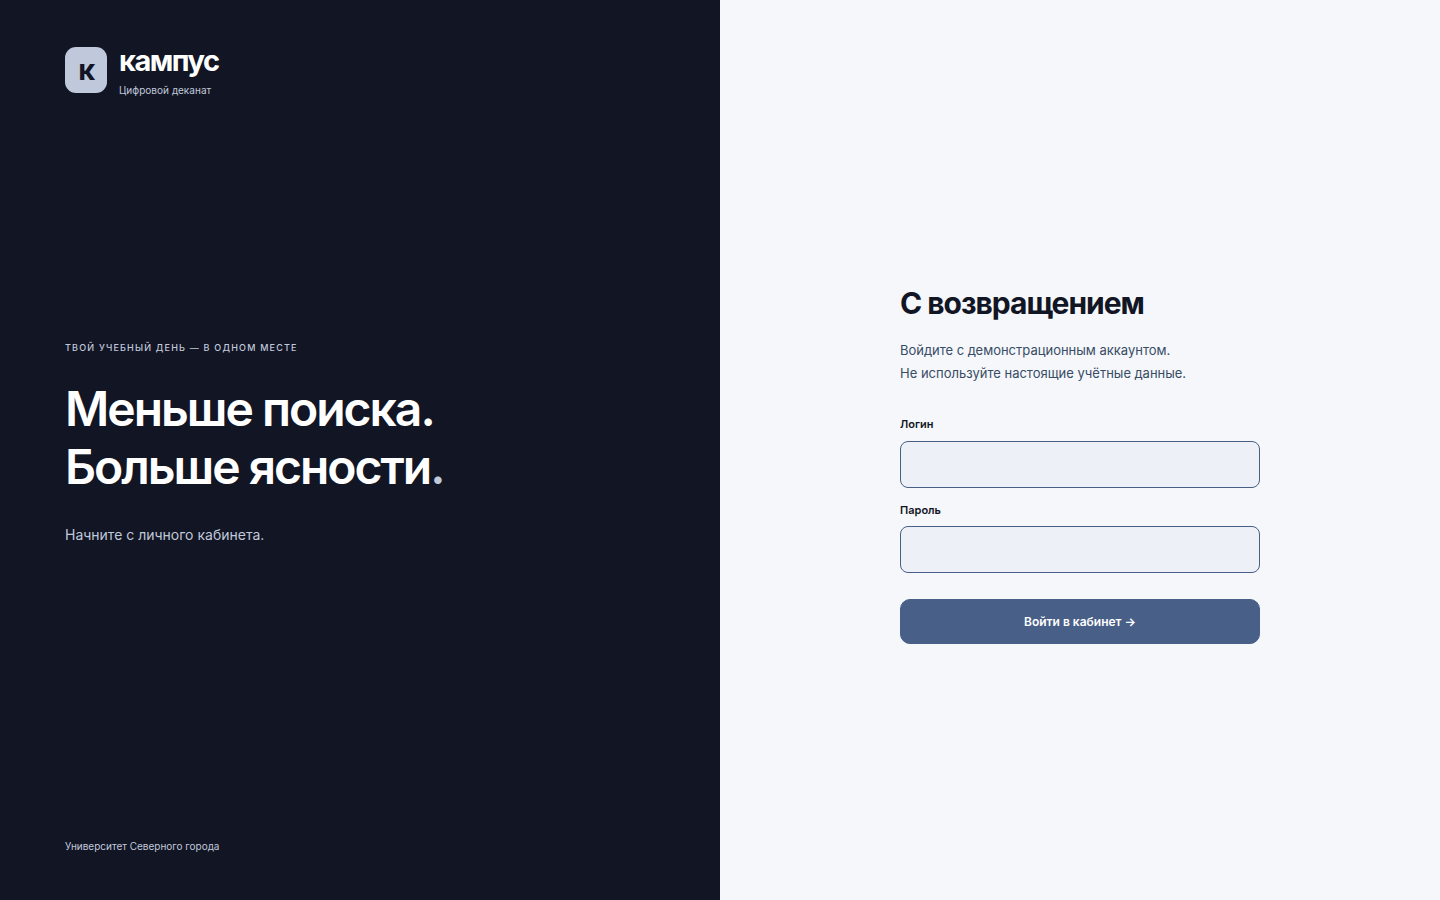 к
кампус
Цифровой деканат
ТВОЙ УЧЕБНЫЙ ДЕНЬ — В ОДНОМ МЕСТЕ
Меньше поиска.
Больше ясности.
Начните с личного кабинета.
Университет Северного города
С возвращением
Войдите с демонстрационным аккаунтом.
Не используйте настоящие учётные данные.
Логин
Пароль
Войти в кабинет →